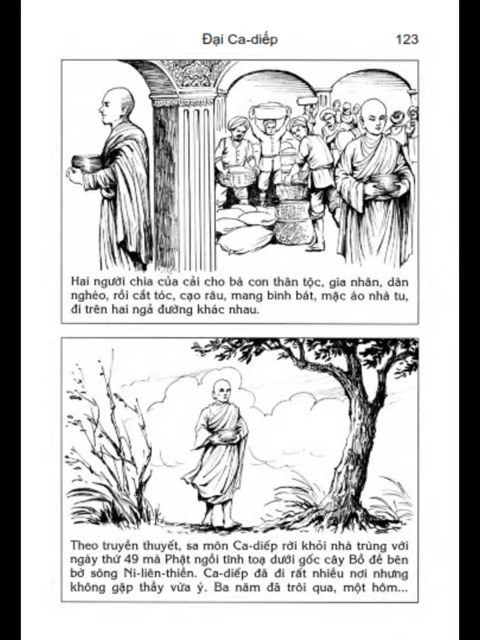 Đại Ca-diếp 123
Hai người chia của cải cho bà con thân tộc, gia nhân, dân
nghèo, rồi cắt tóc, cạo râu, mang bình bát, mặc áo nhà tu,
đi trên hai ngả đường khác nhau.
Theo truyền thuyết, sa môn Ca-diếp rời khỏi nhà trùng với
ngày thứ 49 mà Phật ngồi tĩnh toạ dưới gốc cây Bồ đề bên
bờ sông Ni-liên-thiền. Ca-diếp đã đi rất nhiều nơi nhưng
không gặp thầy vừa ý. Ba năm đã trôi qua, một hôm...